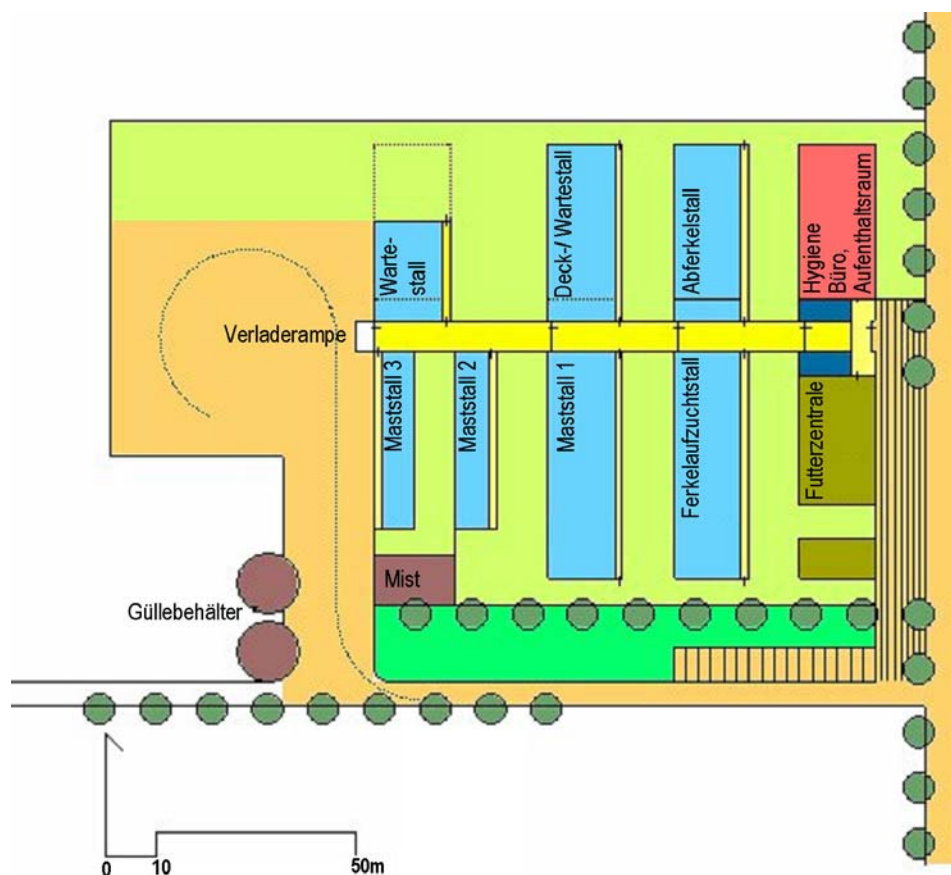 Warte-
stall
Deck-/ Wartestall
Abferkelstall
Hygiene
Büro,
Aufenthaltsraum
Verladerampe
Maststall 3
Maststall 2
Maststall 1
Ferkelaufzuchtstall
Futterzentrale
Mist
Güllebehälter
0 10 50m